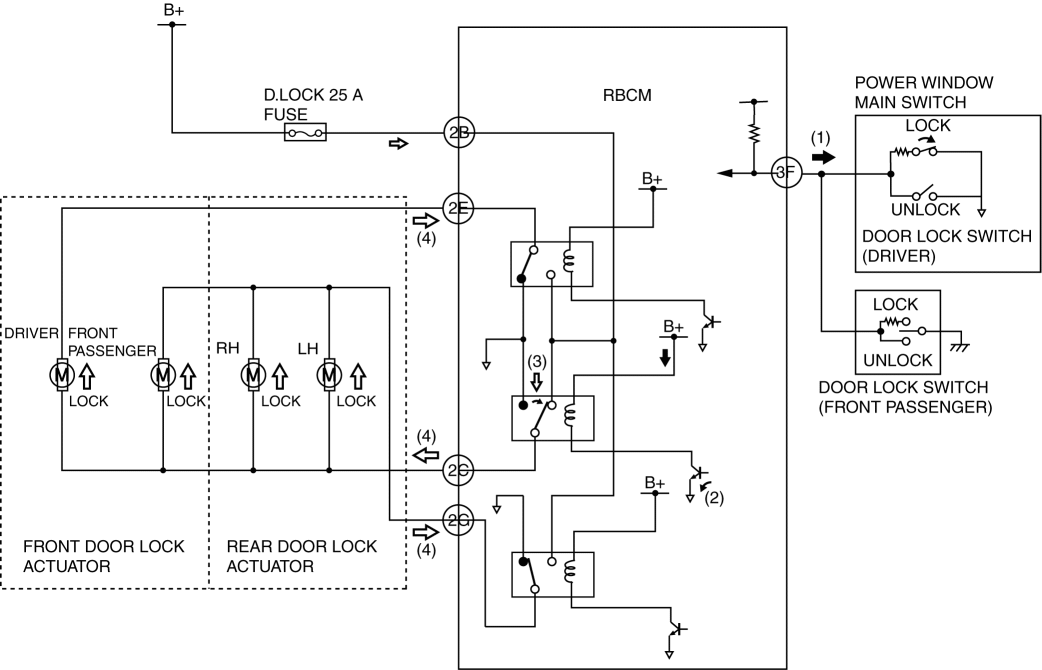 B+
D.LOCK 25 A
FUSE
RBCM
POWER WINDOW
MAIN SWITCH
LOCK
2B
(1)
3F
UNLOCK
DOOR LOCK SWITCH
(DRIVER)
B+
2E
(4)
DRIVER
FRONT
PASSENGER
RH
LH
M
M
M
M
LOCK
LOCK
LOCK
LOCK
B+
(3)
LOCK
UNLOCK
DOOR LOCK SWITCH
(FRONT PASSENGER)
(4)
2C
B+
(2)
2G
(4)
FRONT DOOR LOCK
ACTUATOR
REAR DOOR LOCK
ACTUATOR